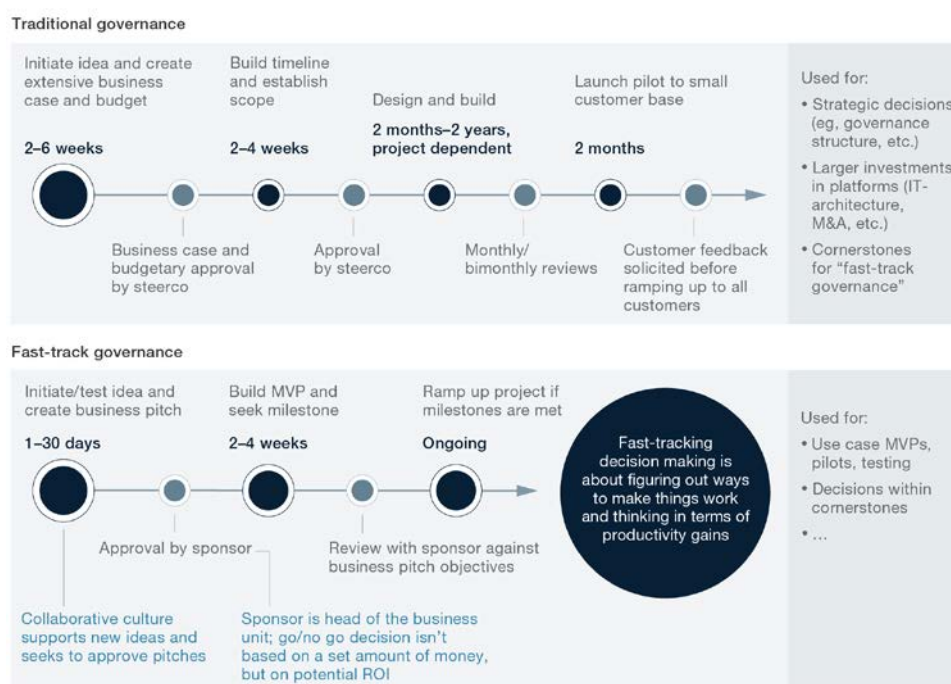 Traditional governance
Initiate idea and create
extensive business
case and budget
2–6 weeks
Build timeline
and establish
scope
2–4 weeks
Design and build
2 months–2 years,
project dependent
Launch pilot to small
customer base
2 months
Business case and
budgetary approval
by steerco
Approval
by steerco
Monthly/
bimonthly reviews
Customer feedback
solicited before
ramping up to all
customers
Used for:
• Strategic decisions
(eg, governance
structure, etc.)
• Larger investments
in platforms (IT-
architecture,
M&A, etc.)
• Cornerstones
for “fast-track
governance”
Fast-track governance
Initiate/test idea and
create business pitch
1–30 days
Build MVP and
seek milestone
2–4 weeks
Ramp up project if
milestones are met
Ongoing
Approval by sponsor
Review with sponsor against
business pitch objectives
Collaborative culture
supports new ideas and
seeks to approve pitches
Sponsor is head of the business
unit; go/no go decision isn’t
based on a set amount of money,
but on potential ROI
Fast-tracking
decision making is
about figuring out ways
to make things work
and thinking in terms of
productivity gains
Used for:
• Use case MVPs,
pilots, testing
• Decisions within
cornerstones
• …